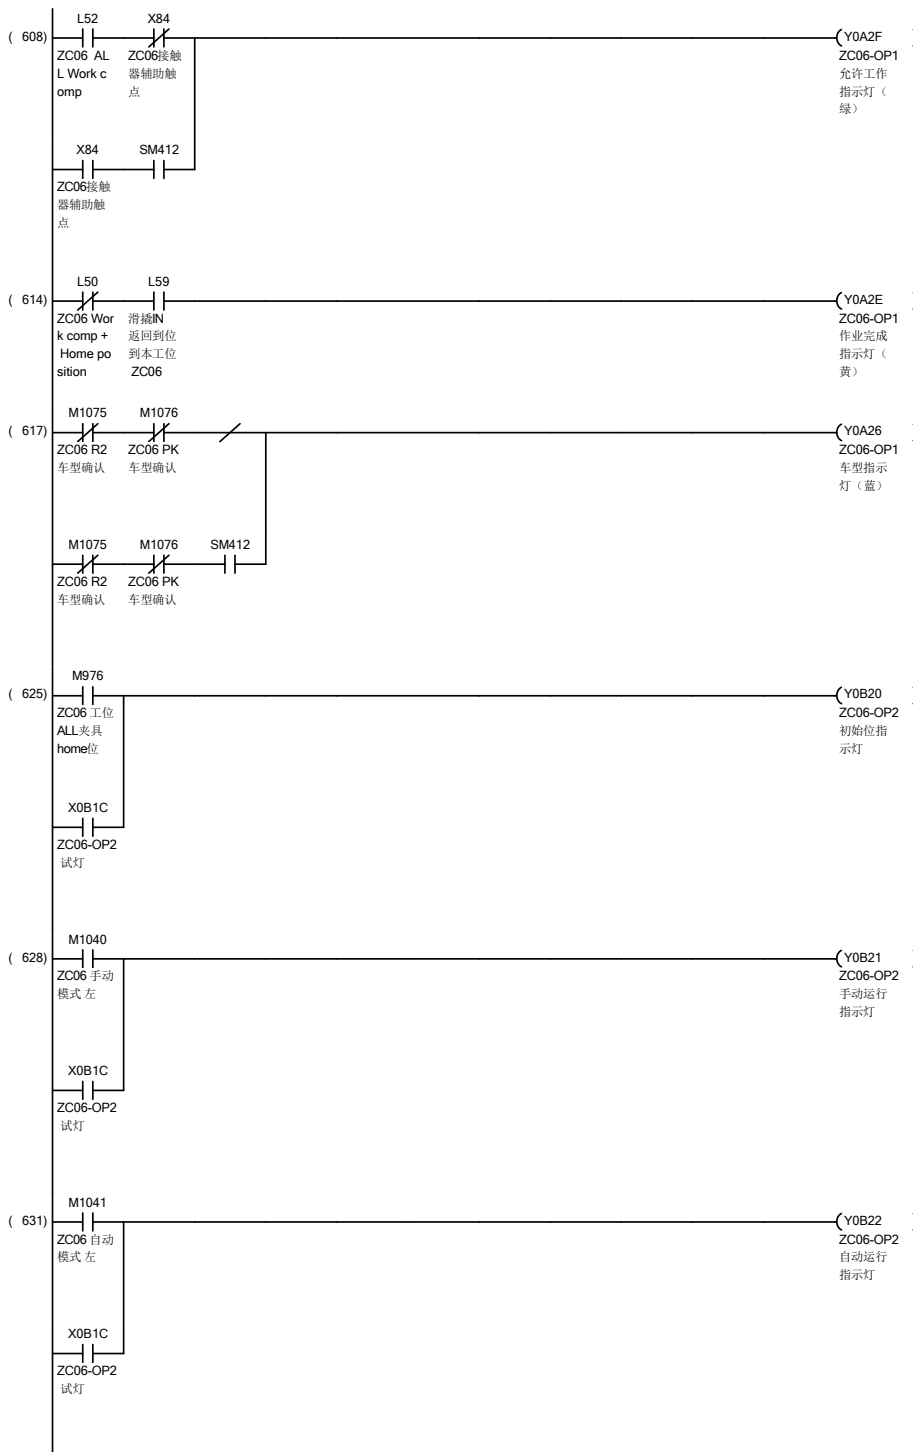 L52 X84
( 608) Y0A2F
ZC06 AL ZC06接触 ZC06-OP1
L Work c 器辅助触 允许工作
omp 点 指示灯（
绿）
X84 SM412
ZC06接触
器辅助触
点
L50 L59
( 614) Y0A2E
ZC06 Wor 滑撬IN ZC06-OP1
k comp + 返回到位 作业完成
Home po 到本工位 指示灯（
sition ZC06 黄）
M1075 M1076
( 617) Y0A26
ZC06 R2 ZC06 PK ZC06-OP1
车型确认 车型确认 车型指示
灯（蓝）
M1075 M1076 SM412
ZC06 R2 ZC06 PK
车型确认 车型确认
M976
( 625) Y0B20
ZC06 工位 ZC06-OP2
ALL夹具 初始位指
home位 示灯
X0B1C
ZC06-OP2
试灯
M1040
( 628) Y0B21
ZC06 手动 ZC06-OP2
模式 左 手动运行
指示灯
X0B1C
ZC06-OP2
试灯
M1041
( 631) Y0B22
ZC06 自动 ZC06-OP2
模式 左 自动运行
指示灯
X0B1C
ZC06-OP2
试灯